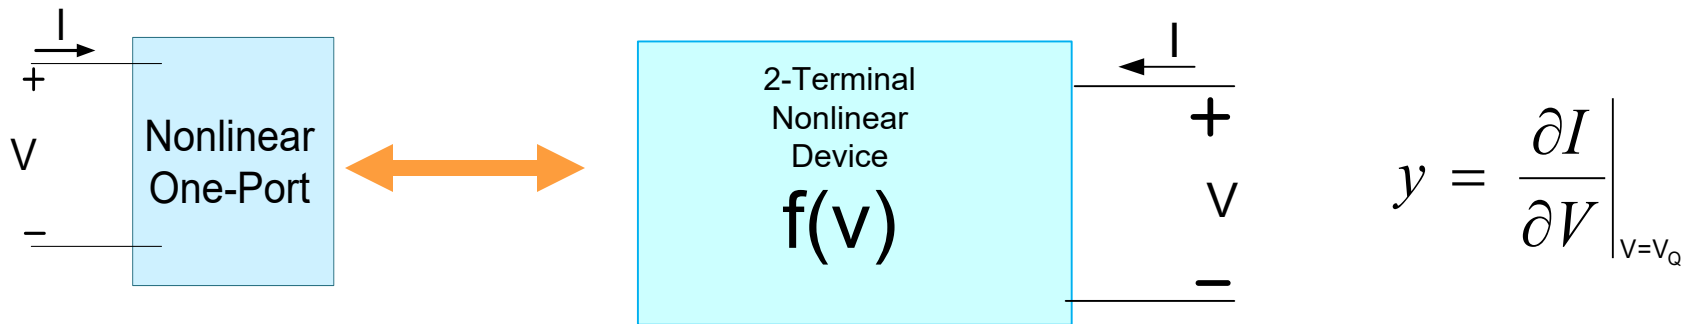 I
+
V
−
Nonlinear
One-Port
2-Terminal
Nonlinear
Device
f(v)
I
+
V
−
y = ∂I/∂V |V=VQ